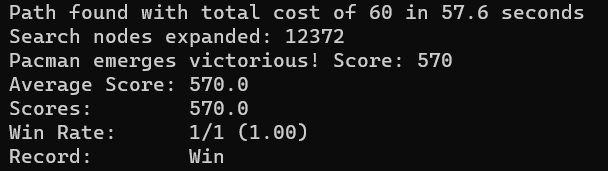 Path found with total cost of 60 in 57.6 seconds
Search nodes expanded: 12372
Pacman emerges victorious! Score: 570
Average Score: 570.0
Scores:        570.0
Win Rate:      1/1 (1.00)
Record:        Win